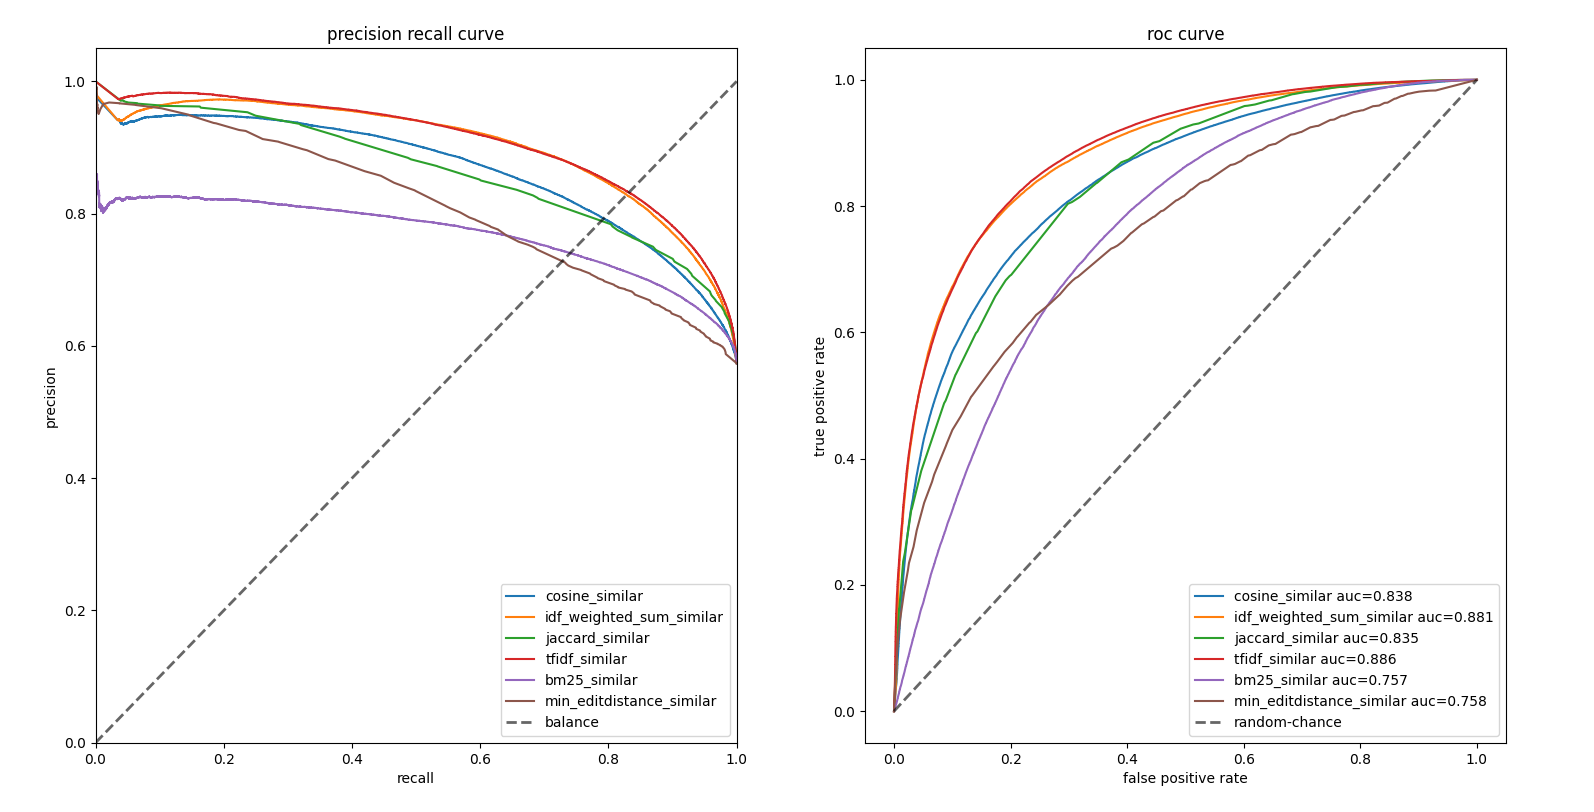 precision recall curve
1.0
0.8
0.6
0.4
0.2
0.0
precision
0.0
0.2
0.4
0.6
0.8
1.0
recall
cosine_similar
idf_weighted_sum_similar
jaccard_similar
tfidf_similar
bm25_similar
min_editdistance_similar
balance
roc curve
1.0
0.8
0.6
0.4
0.2
0.0
true positive rate
0.0
0.2
0.4
0.6
0.8
1.0
false positive rate
cosine_similar auc=0.838
idf_weighted_sum_similar auc=0.881
jaccard_similar auc=0.835
tfidf_similar auc=0.886
bm25_similar auc=0.757
min_editdistance_similar auc=0.758
random-chance